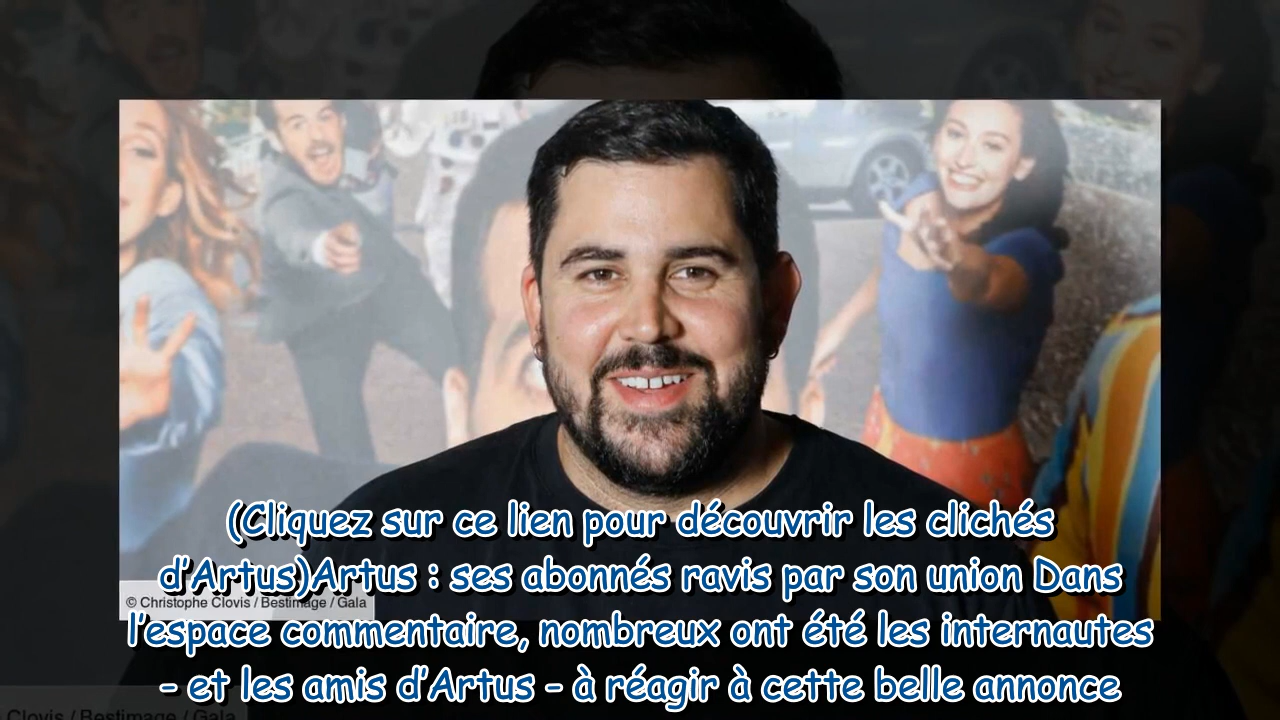 (Cliquez sur ce lien pour découvrir les clichés
d'Artus)Artus : ses abonnés ravis par son union Dans
© Christophe Clovis / Bestimage / Gala
l'espace commentaire, nombreux ont été les internautes
– et les amis d'Artus – à réagir à cette belle annonce
Clovis / Bestimage / Gala